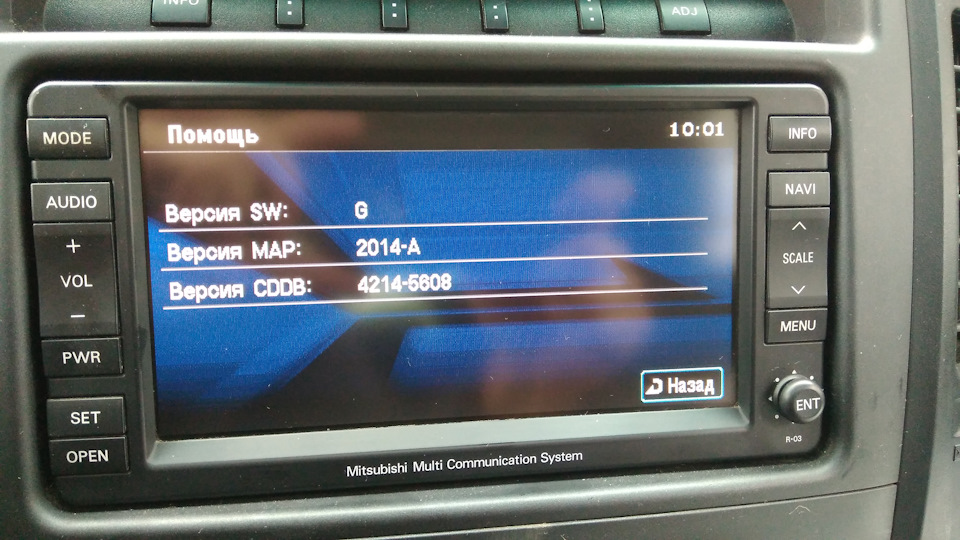 INFO
ADJ
MODE
AUDIO
+
VOL
−
PWR
SET
OPEN
Помощь 10:01
Версия SW: G
Версия MAP: 2014-A
Версия CDDB: 4214-5608
Назад
INFO
NAVI
SCALE
MENU
ENT
R-03
Mitsubishi Multi Communication System